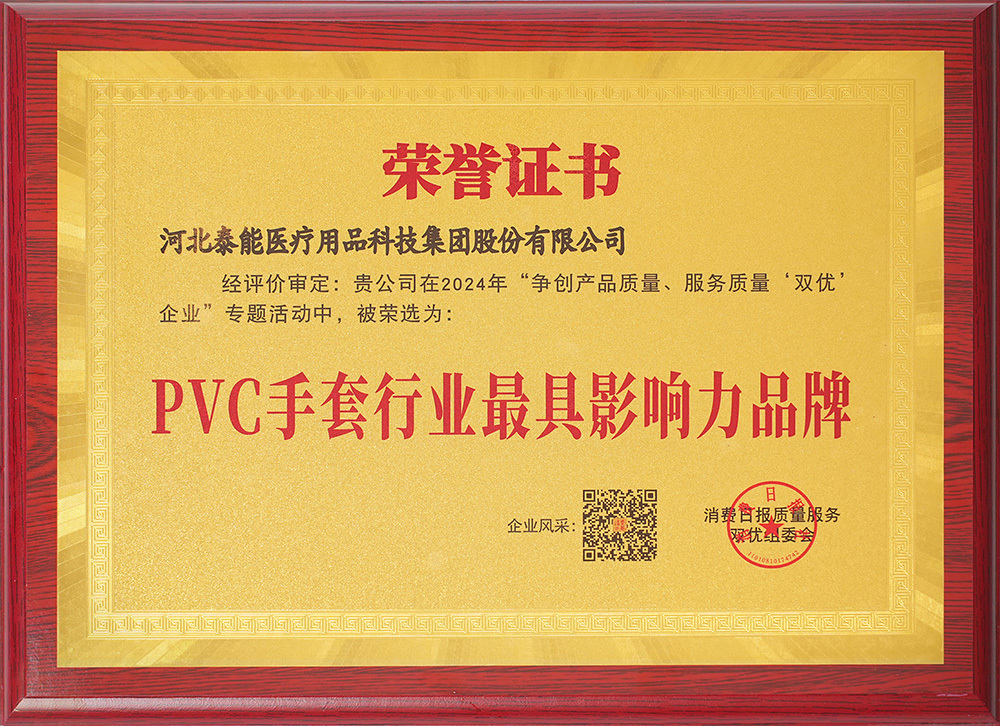 荣誉证书
河北泰能医疗用品科技集团股份有限公司
经评价审定：贵公司在2024年“争创产品质量、服务质量‘双优’
企业”专题活动中，被荣选为：
PVC手套行业最具影响力品牌
企业风采：
消费日报质量服务
双优组委会